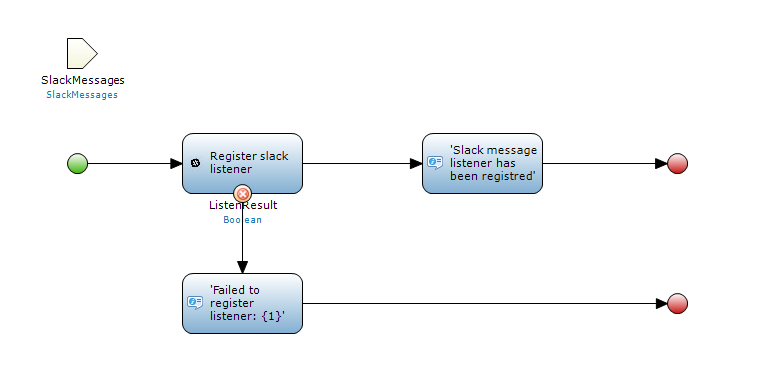 SlackMessages
SlackMessages
Register slack
listener
'Slack message
listener has
been registred'
ListenResult
Boolean
'Failed to
register
listener: {1}'